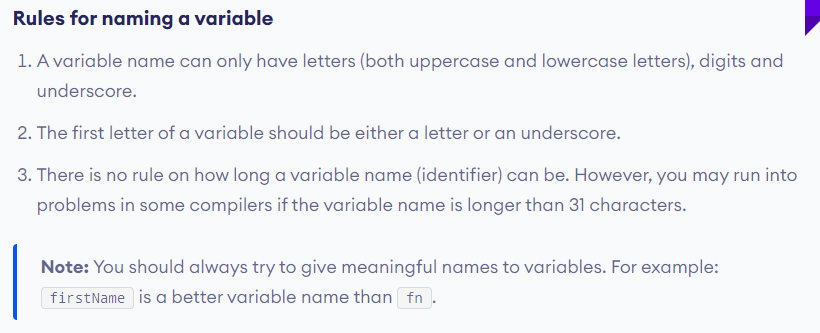 Rules for naming a variable
1. A variable name can only have letters (both uppercase and lowercase letters), digits and
underscore.
2. The first letter of a variable should be either a letter or an underscore.
3. There is no rule on how long a variable name (identifier) can be. However, you may run into
problems in some compilers if the variable name is longer than 31 characters.
Note: You should always try to give meaningful names to variables. For example:
firstName is a better variable name than fn.